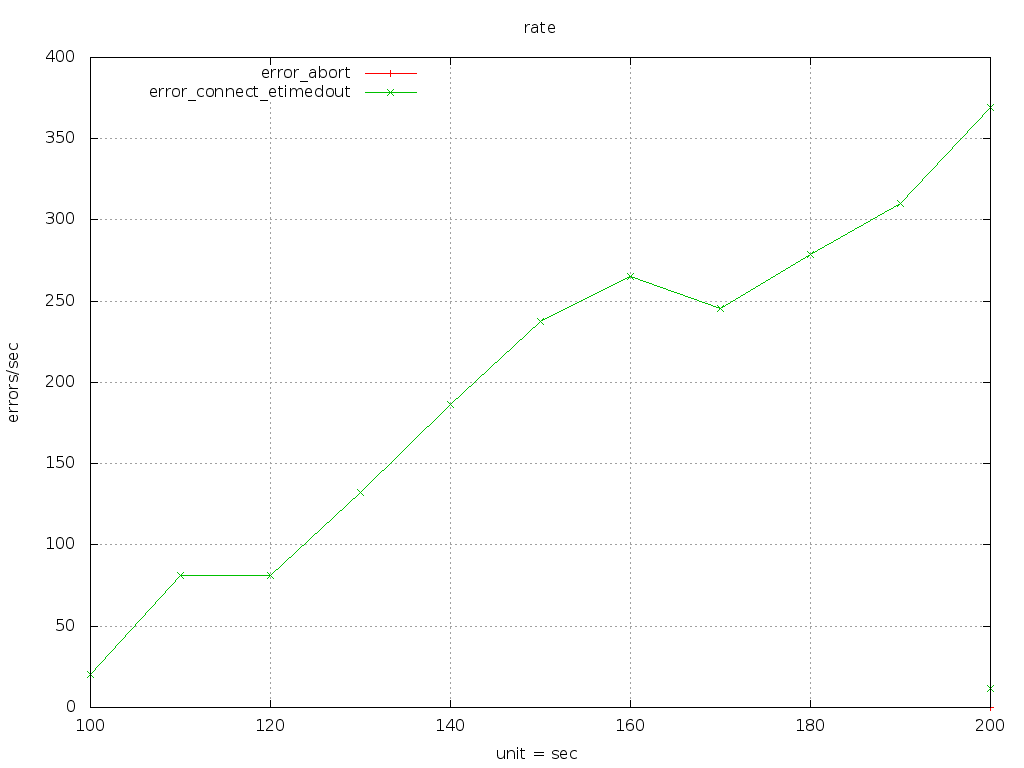 rate
400
error_abort
error_connect_etimedout
350
300
250
errors/sec
200
150
100
50
0
100 120 140 160 180 200
unit = sec